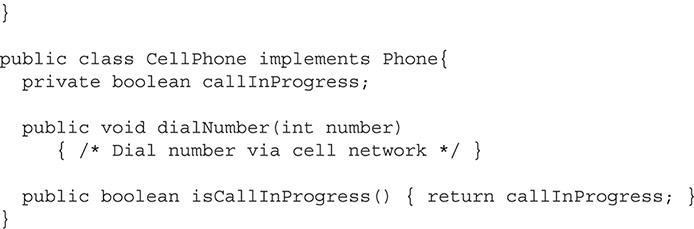 }
public class CellPhone implements Phone{
private boolean callInProgress;
public void dialNumber(int number)
{ /* Dial number via cell network */ }
public boolean isCallInProgress() { return callInProgress; }
}